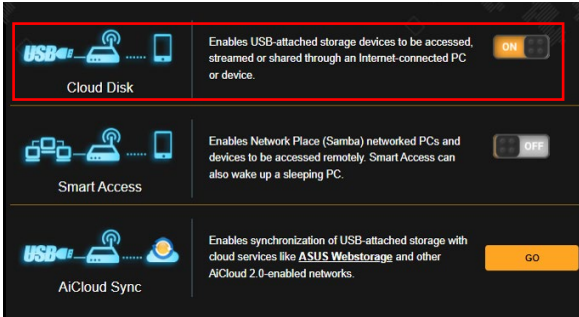 Enables USB-attached storage devices to be accessed,
streamed or shared through an Internet-connected PC
or device.
ON
USB
Cloud Disk
Enables Network Place (Samba) networked PCs and
devices to be accessed remotely. Smart Access can
also wake up a sleeping PC.
OFF
Smart Access
Enables synchronization of USB-attached storage with
cloud services like ASUS Webstorage and other
AiCloud 2.0-enabled networks.
GO
USB
AiCloud Sync